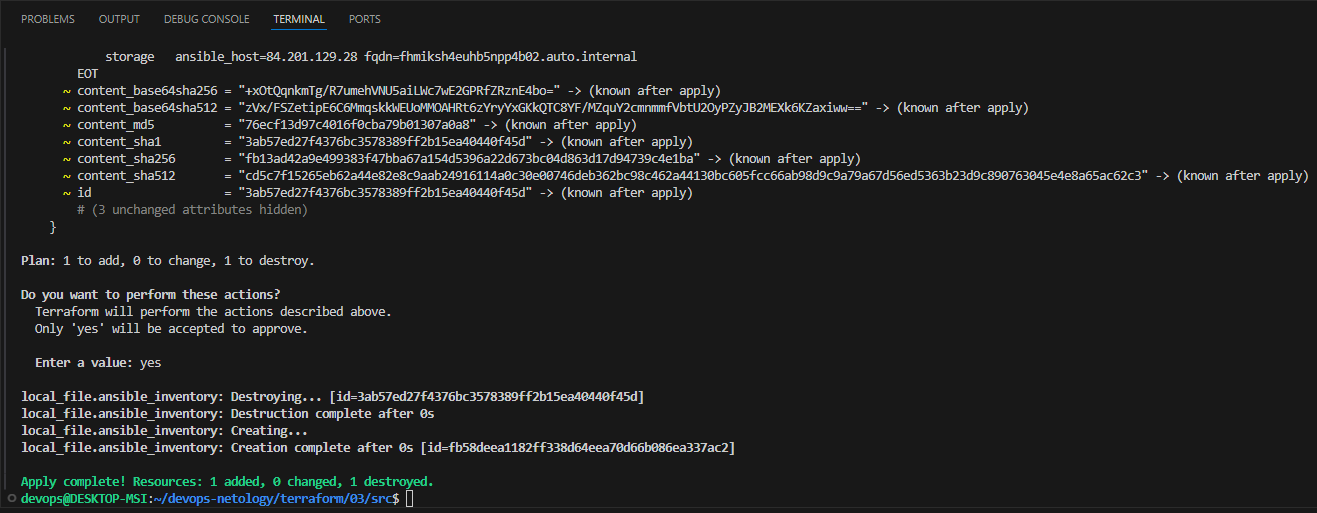 PROBLEMS OUTPUT DEBUG CONSOLE TERMINAL PORTS
storage ansible_host=84.201.129.28 fqdn=fhmiksh4euhb5npp4b02.auto.internal
EOT
~ content_base64sha256 = "+xOtQqnkmTg/R7umehVNU5aiLWc7wE2GPRfZRznE4bo=" -> (known after apply)
~ content_base64sha512 = "zVx/FSZetipE6C6MmqskkWEUoMMOAHRt6zYryYxGKkQTC8YF/MZquY2cmnmmfVbtU2OyPZyJB2MEXk6KZaxiww==" -> (known after apply)
~ content_md5 = "76ecf13d97c4016f0cba79b01307a0a8" -> (known after apply)
~ content_sha1 = "3ab57ed27f4376bc3578389ff2b15ea40440f45d" -> (known after apply)
~ content_sha256 = "fb13ad42a9e499383f47bba67a154d5396a22d673bc04d863d17d94739c4e1ba" -> (known after apply)
~ content_sha512 = "cd5c7f15265eb62a44e82e8c9aab24916114a0c30e00746deb362bc98c462a44130bc605fcc66ab98d9c9a79a67d56ed5363b23d9c890763045e4e8a65ac62c3" -> (known after apply)
~ id = "3ab57ed27f4376bc3578389ff2b15ea40440f45d" -> (known after apply)
# (3 unchanged attributes hidden)
}
Plan: 1 to add, 0 to change, 1 to destroy.
Do you want to perform these actions?
Terraform will perform the actions described above.
Only 'yes' will be accepted to approve.
Enter a value: yes
local_file.ansible_inventory: Destroying... [id=3ab57ed27f4376bc3578389ff2b15ea40440f45d]
local_file.ansible_inventory: Destruction complete after 0s
local_file.ansible_inventory: Creating...
local_file.ansible_inventory: Creation complete after 0s [id=fb58deea1182ff338d64eea70d66b086ea337ac2]
Apply complete! Resources: 1 added, 0 changed, 1 destroyed.
devops@DESKTOP-MSI:~/devops-netology/terraform/03/src$